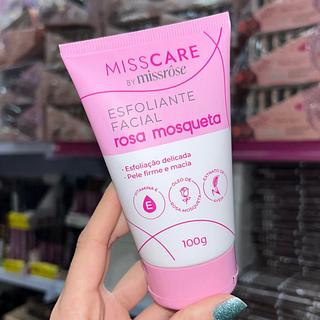 MISSCARE
BY missrôse
ESFOLIANTE
FACIAL
rosa mosqueta
• Esfoliação delicada
• Pele firme e macia
VITAMINA E
E
ÓLEO DE
ROSA MOSQUETA
EXTRATO DE
100g